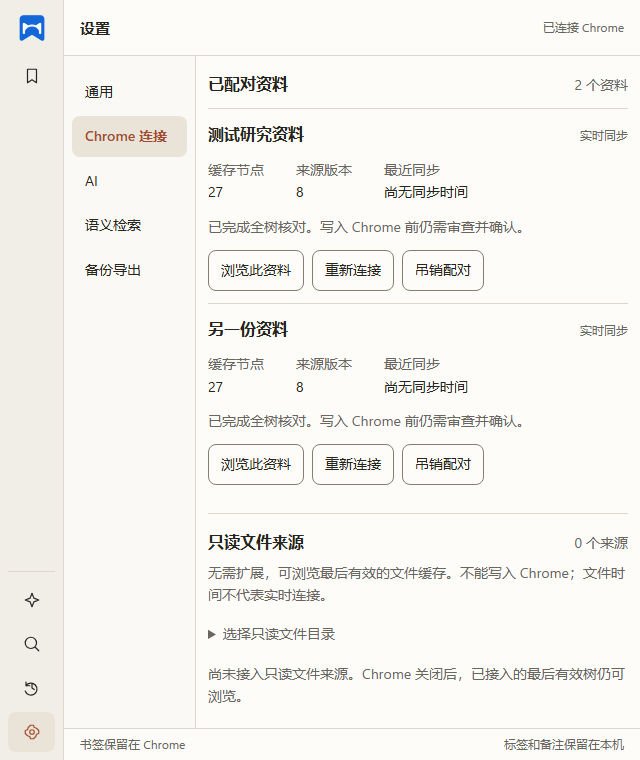 设置
已连接 Chrome
通用
Chrome 连接
AI
语义检索
备份导出
已配对资料
2 个资料
测试研究资料
实时同步
缓存节点 来源版本 最近同步
27 8 尚无同步时间
已完成全树核对。写入 Chrome 前仍需审查并确认。
浏览此资料 重新连接 吊销配对
另一份资料
实时同步
缓存节点 来源版本 最近同步
27 8 尚无同步时间
已完成全树核对。写入 Chrome 前仍需审查并确认。
浏览此资料 重新连接 吊销配对
只读文件来源
0 个来源
无需扩展，可浏览最后有效的文件缓存。不能写入 Chrome；文件时
间不代表实时连接。
选择只读文件目录
尚未接入只读文件来源。Chrome 关闭后，已接入的最后有效树仍可
浏览。
书签保留在 Chrome
标签和备注保留在本机